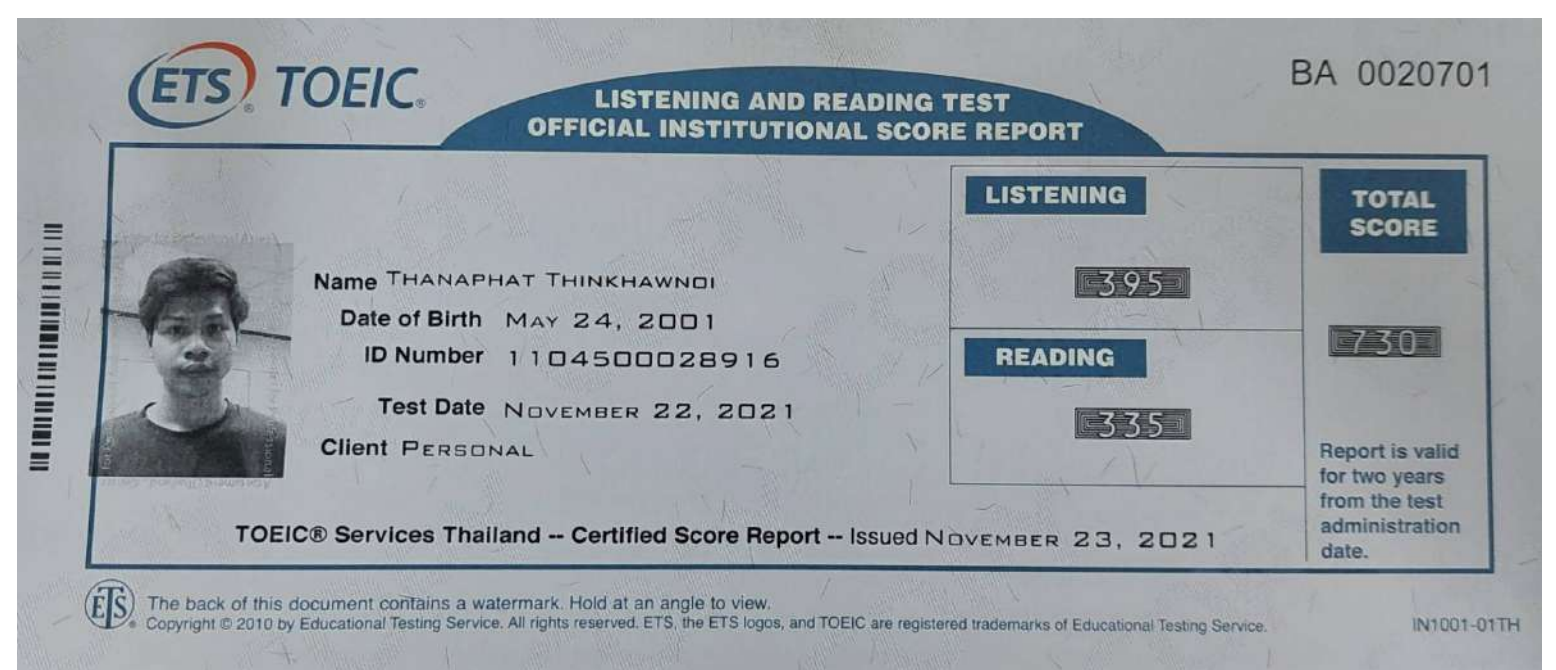 ETS® TOEIC®
BA 0020701
LISTENING AND READING TEST
OFFICIAL INSTITUTIONAL SCORE REPORT
Name THANAPHAT THINKHAWNOI
Date of Birth MAY 24, 2001
ID Number 1104500028916
Test Date NOVEMBER 22, 2021
Client PERSONAL
LISTENING
395
READING
335
TOTAL
SCORE
730
Report is valid
for two years
from the test
administration
date.
TOEIC® Services Thailand -- Certified Score Report -- Issued NOVEMBER 23, 2021
ETS® The back of this document contains a watermark. Hold at an angle to view.
Copyright © 2010 by Educational Testing Service. All rights reserved. ETS, the ETS logos, and TOEIC are registered trademarks of Educational Testing Service.
IN1001-01TH